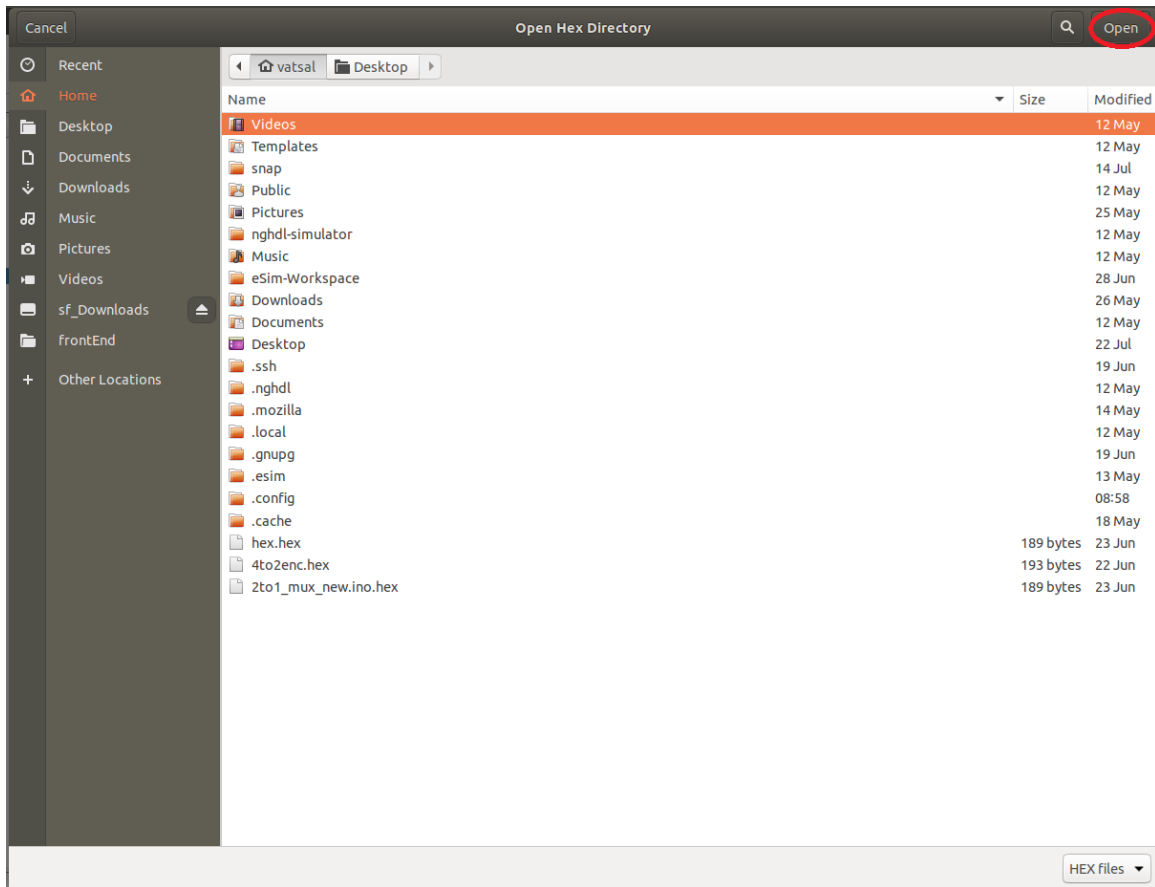 Cancel Open Hex Directory Open
Recent
Home
Desktop
Documents
Downloads
Music
Pictures
Videos
sf_Downloads
frontEnd
Other Locations
vatsal Desktop
Name Size Modified
Videos 12 May
Templates 12 May
snap 14 Jul
Public 12 May
Pictures 25 May
nghdl-simulator 12 May
Music 12 May
eSim-Workspace 28 Jun
Downloads 26 May
Documents 12 May
Desktop 22 Jul
.ssh 19 Jun
.nghdl 12 May
.mozilla 14 May
.local 12 May
.gnupg 19 Jun
.esim 13 May
.config 08:58
.cache 18 May
hex.hex 189 bytes 23 Jun
4to2enc.hex 193 bytes 22 Jun
2to1_mux_new.ino.hex 189 bytes 23 Jun
HEX files